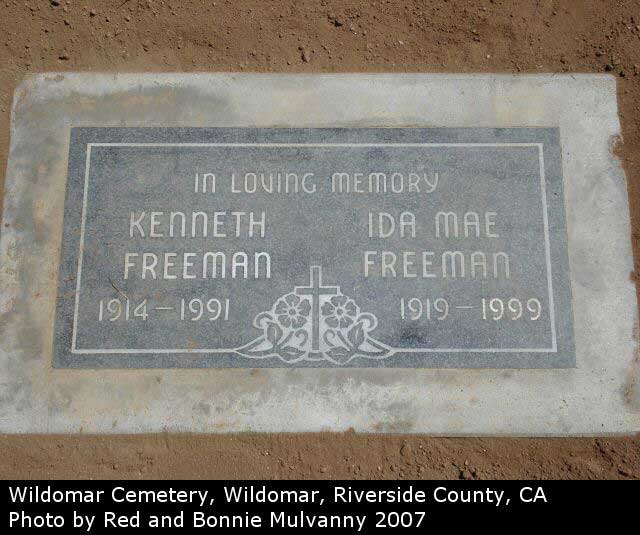 IN LOVING MEMORY
KENNETH
FREEMAN
1914 – 1991
IDA MAE
FREEMAN
1919 – 1999
Wildomar Cemetery, Wildomar, Riverside County, CA
Photo by Red and Bonnie Mulvanny 2007